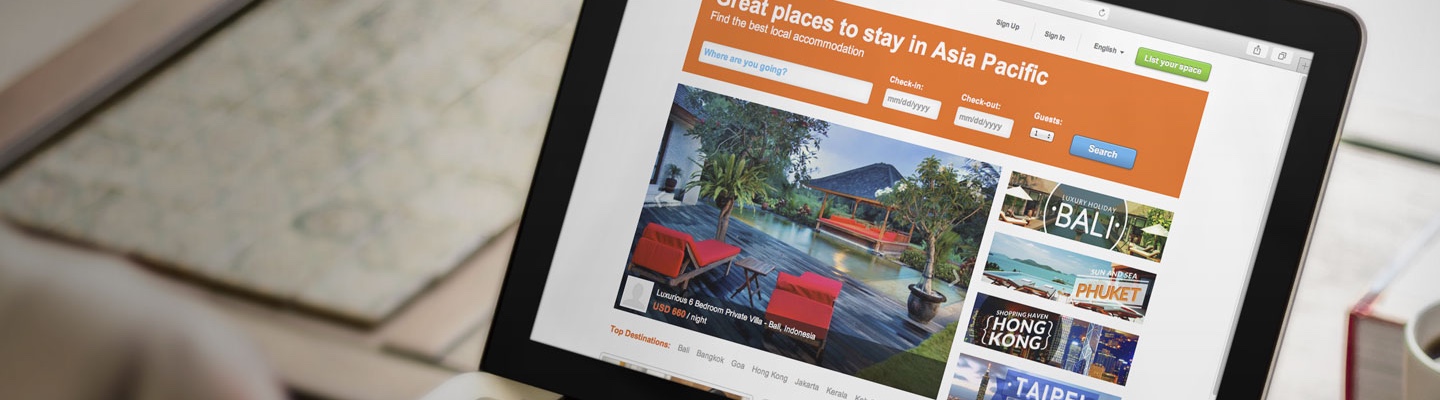 Sign Up
Sign In
English
List your space
Great places to stay in Asia Pacific
Find the best local accommodation
Where are you going?
Check-in:
mm/dd/yyyy
Check-out:
mm/dd/yyyy
Guests:
1
Search
Luxurious 6 Bedroom Private Villa - Bali, Indonesia
USD 660 / night
LUXURY HOLIDAY
BALI
SUN AND SEA
PHUKET
SHOPPING HAVEN
{HONG
KONG}
TAIPEI
Top Destinations: Bali Bangkok Goa Hong Kong Jakarta Kerala